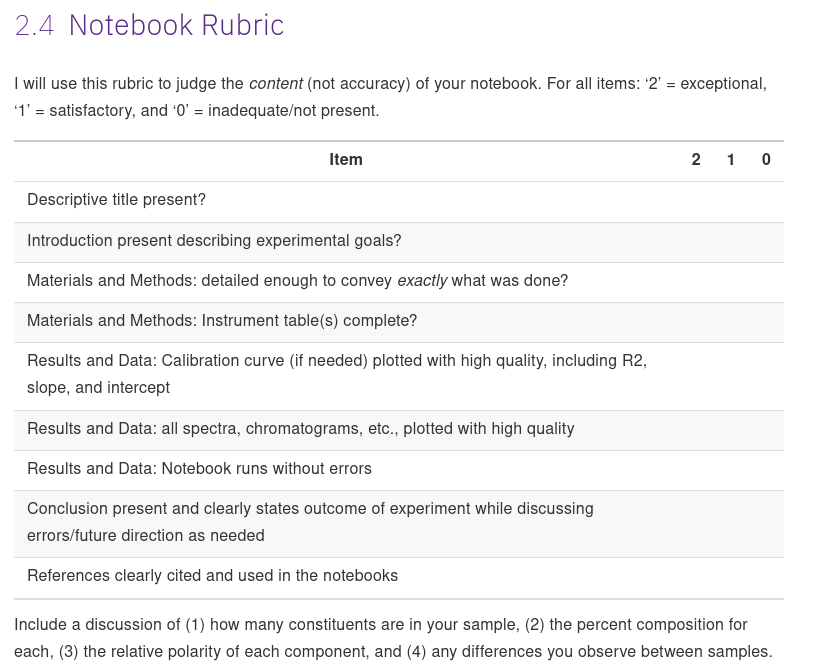 2.4 Notebook Rubric
I will use this rubric to judge the content (not accuracy) of your notebook. For all items: ‘2’ = exceptional,
‘1’ = satisfactory, and ‘0’ = inadequate/not present.
Item 2 1 0
Descriptive title present?
Introduction present describing experimental goals?
Materials and Methods: detailed enough to convey exactly what was done?
Materials and Methods: Instrument table(s) complete?
Results and Data: Calibration curve (if needed) plotted with high quality, including R2,
slope, and intercept
Results and Data: all spectra, chromatograms, etc., plotted with high quality
Results and Data: Notebook runs without errors
Conclusion present and clearly states outcome of experiment while discussing
errors/future direction as needed
References clearly cited and used in the notebooks
Include a discussion of (1) how many constituents are in your sample, (2) the percent composition for
each, (3) the relative polarity of each component, and (4) any differences you observe between samples.